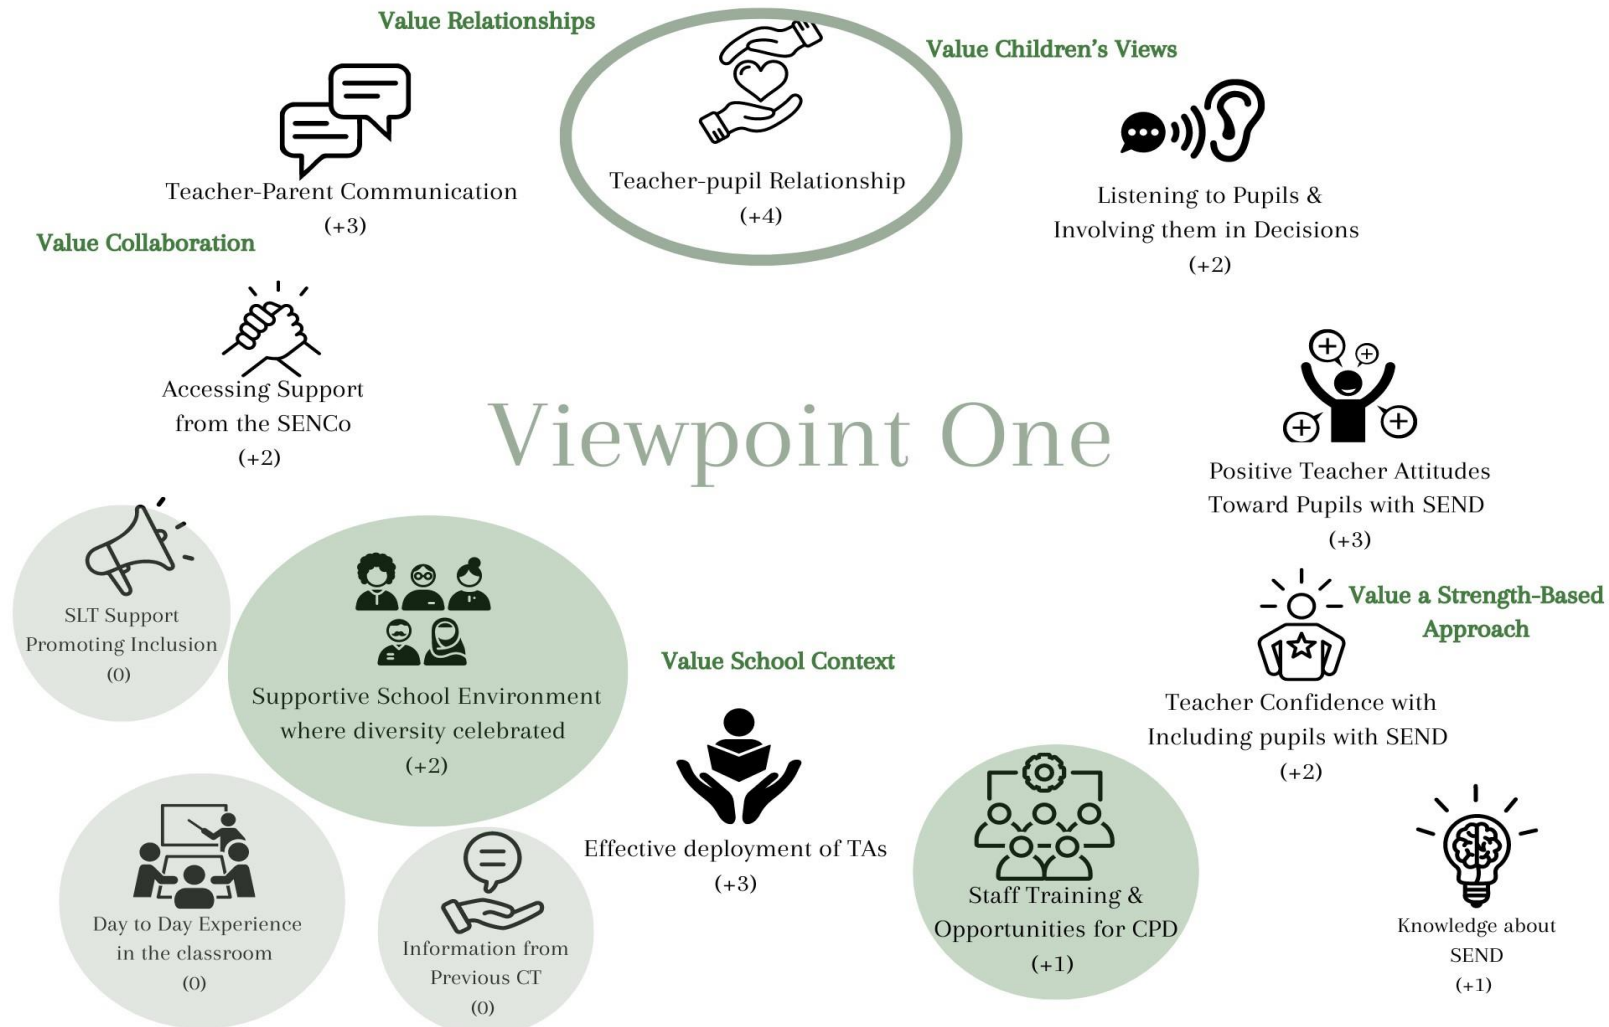 Value Relationships
Value Children's Views
Teacher-Parent Communication
(+3)
Teacher-pupil Relationship
(+4)
Listening to Pupils &
Involving them in Decisions
(+2)
Value Collaboration
Accessing Support
from the SENCo
(+2)
Viewpoint One
Positive Teacher Attitudes
Toward Pupils with SEND
(+3)
SLT Support
Promoting Inclusion
(0)
Supportive School Environment
where diversity celebrated
(+2)
Value School Context
Value a Strength-Based
Approach
Teacher Confidence with
Including pupils with SEND
(+2)
Day to Day Experience
in the classroom
(0)
Information from
Previous CT
(0)
Effective deployment of TAs
(+3)
Staff Training &
Opportunities for CPD
(+1)
Knowledge about
SEND
(+1)